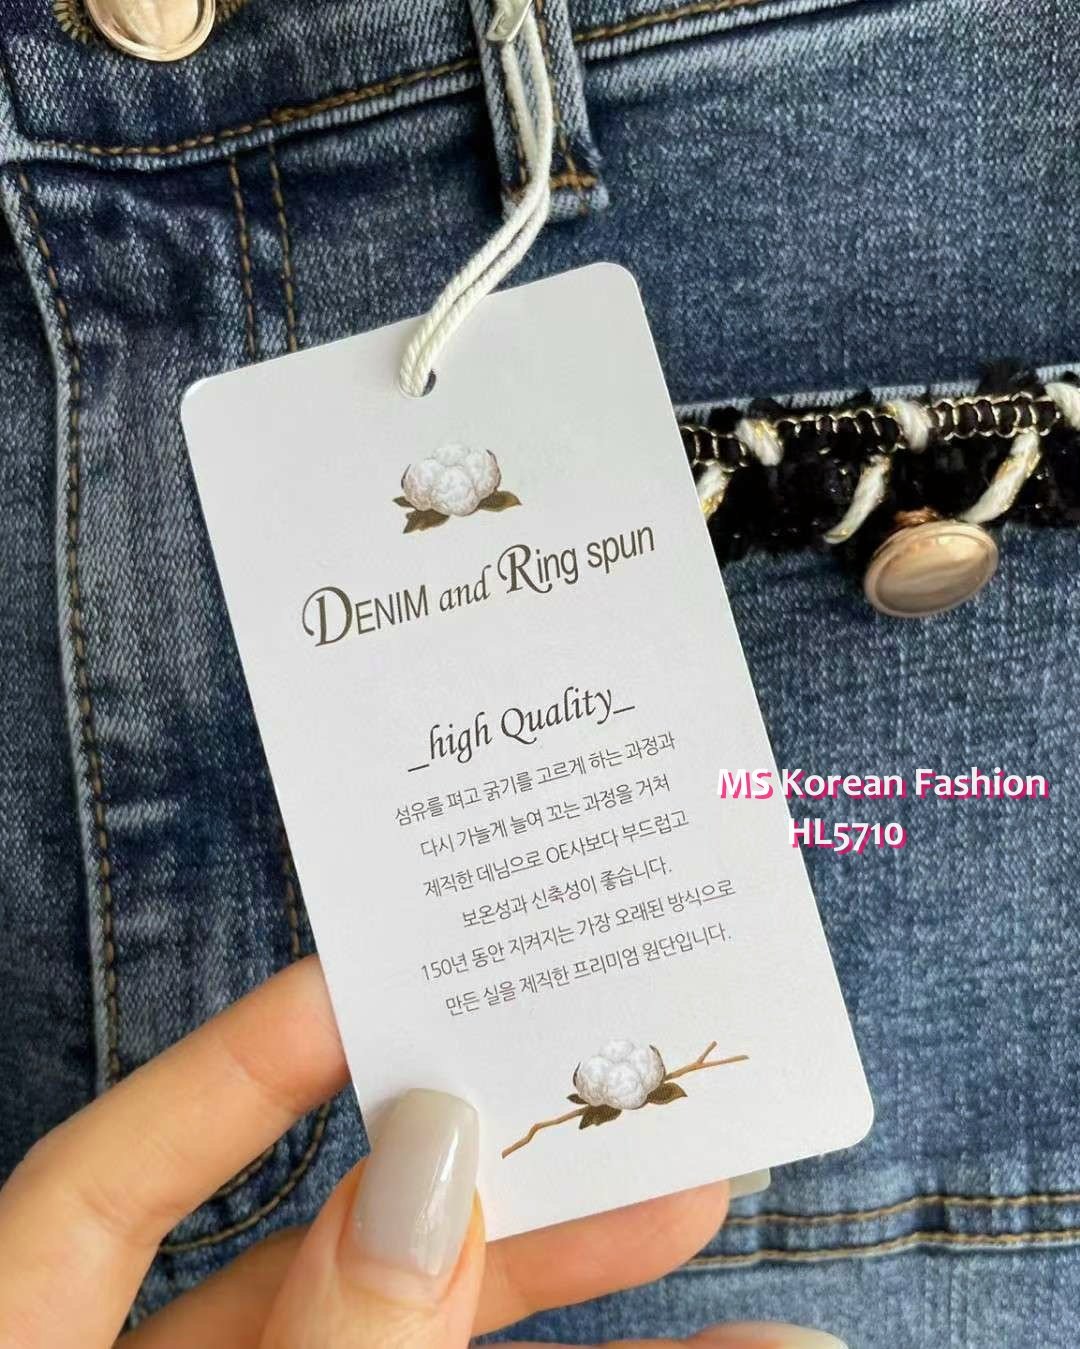 DENIM and Ring spun
_high Quality_
섬유를 펴고 굵기를 고르게 하는 과정과
다시 가늘게 늘여 꼬는 과정을 거쳐
제직한 데님으로 OE사보다 부드럽고
보온성과 신축성이 좋습니다.
150년 동안 지켜지는 가장 오래된 방식으로
만든 실을 제직한 프리미엄 원단입니다.
MS Korean Fashion
HL5710